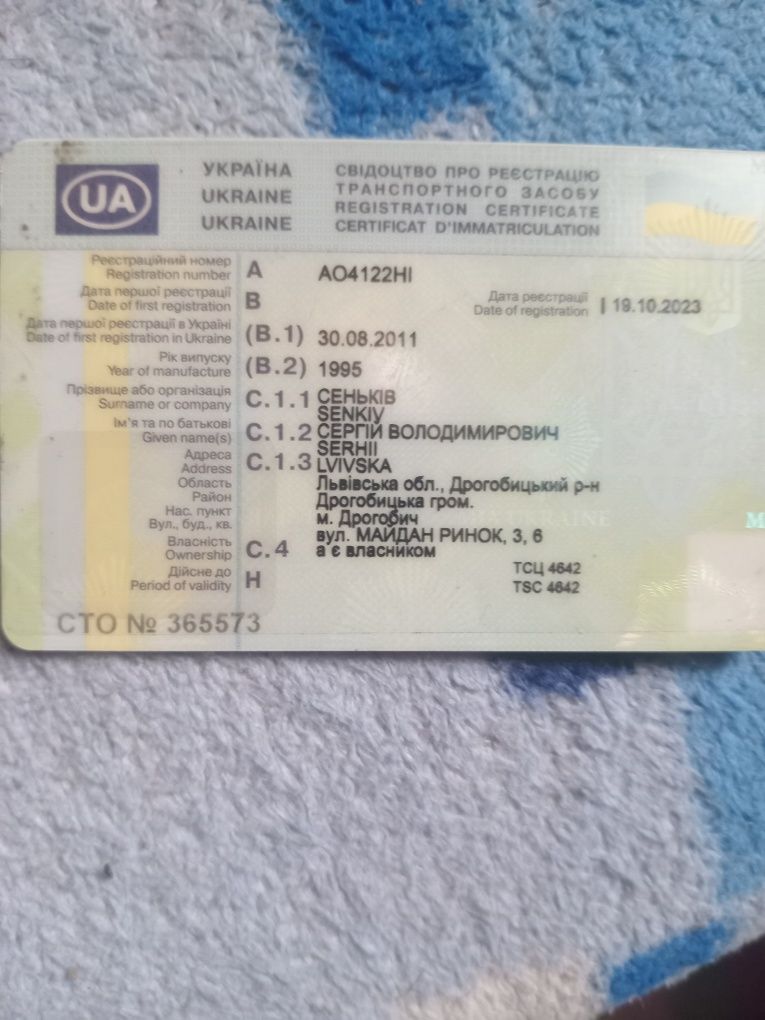 UA
УКРАЇНА
UKRAINE
UKRAINE
СВІДОЦТВО ПРО РЕЄСТРАЦІЮ
ТРАНСПОРТНОГО ЗАСОБУ
REGISTRATION CERTIFICATE
CERTIFICAT D'IMMATRICULATION
Реєстраційний номер
Registration number A АО4122НІ
Дата першої реєстрації
Date of first registration B
Дата реєстрації
Date of registration I 19.10.2023
Дата першої реєстрації в Україні
Date of first registration in Ukraine (B.1) 30.08.2011
Рік випуску
Year of manufacture (B.2) 1995
Прізвище або організація
Surname or company C.1.1 СЕНЬКІВ
SENKIV
Ім'я та по батькові
Given name(s) C.1.2 СЕРГІЙ ВОЛОДИМИРОВИЧ
SERHII
Адреса
Address C.1.3 LVIVSKA
Область Львівська обл., Дрогобицький р-н
Район Дрогобицька гром.
Нас. пункт м. Дрогобич
Вул., буд., кв. вул. МАЙДАН РИНОК, 3, 6
Власність
Ownership C.4 а є власником
Дійсне до
Period of validity H
ТСЦ 4642
TSC 4642
СТО № 365573